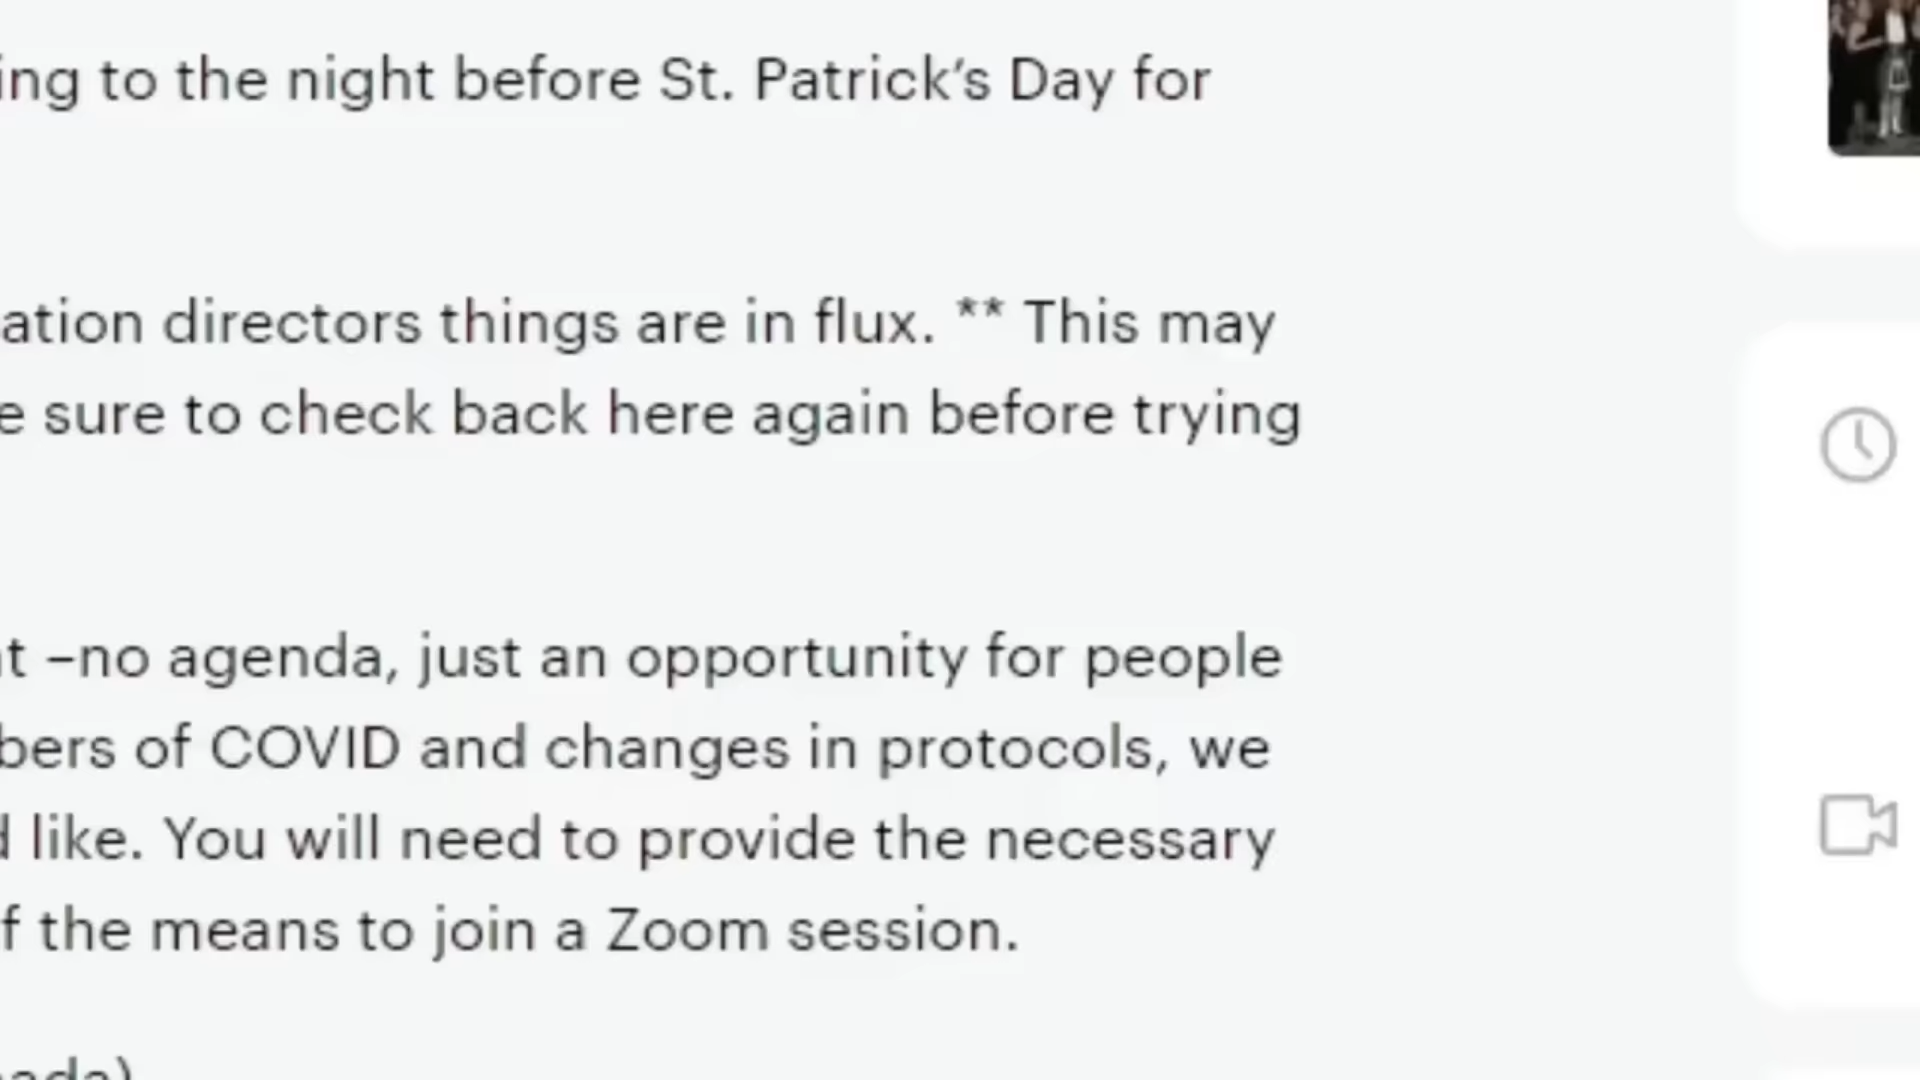 ing to the night before St. Patrick's Day for
ation directors things are in flux. ** This may
e sure to check back here again before trying
t –no agenda, just an opportunity for people
bers of COVID and changes in protocols, we
d like. You will need to provide the necessary
f the means to join a Zoom session.